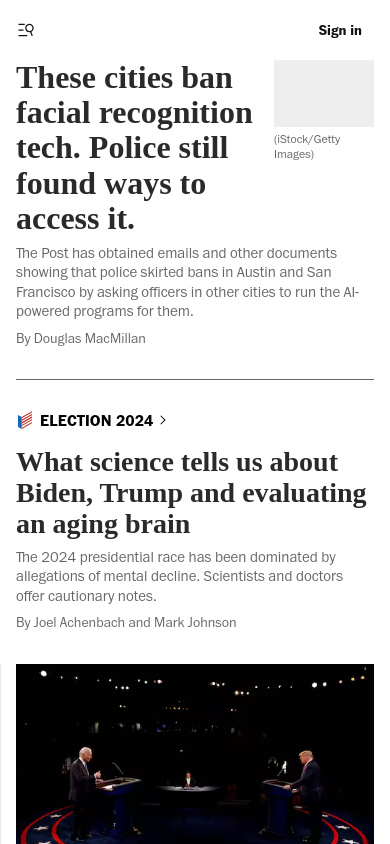 Sign in
These cities ban
facial recognition
tech. Police still
found ways to
access it.
(iStock/Getty
Images)
The Post has obtained emails and other documents
showing that police skirted bans in Austin and San
Francisco by asking officers in other cities to run the AI-
powered programs for them.
By Douglas MacMillan
ELECTION 2024
What science tells us about
Biden, Trump and evaluating
an aging brain
The 2024 presidential race has been dominated by
allegations of mental decline. Scientists and doctors
offer cautionary notes.
By Joel Achenbach and Mark Johnson